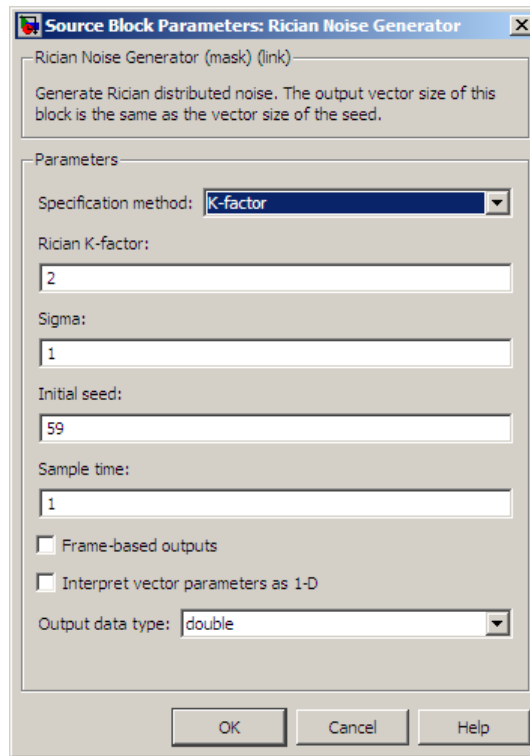 Source Block Parameters: Rician Noise Generator
Rician Noise Generator (mask) (link)
Generate Rician distributed noise. The output vector size of this
block is the same as the vector size of the seed.
Parameters
Specification method: K-factor
Rician K-factor:
2
Sigma:
1
Initial seed:
59
Sample time:
1
Frame-based outputs
Interpret vector parameters as 1-D
Output data type: double
OK Cancel Help